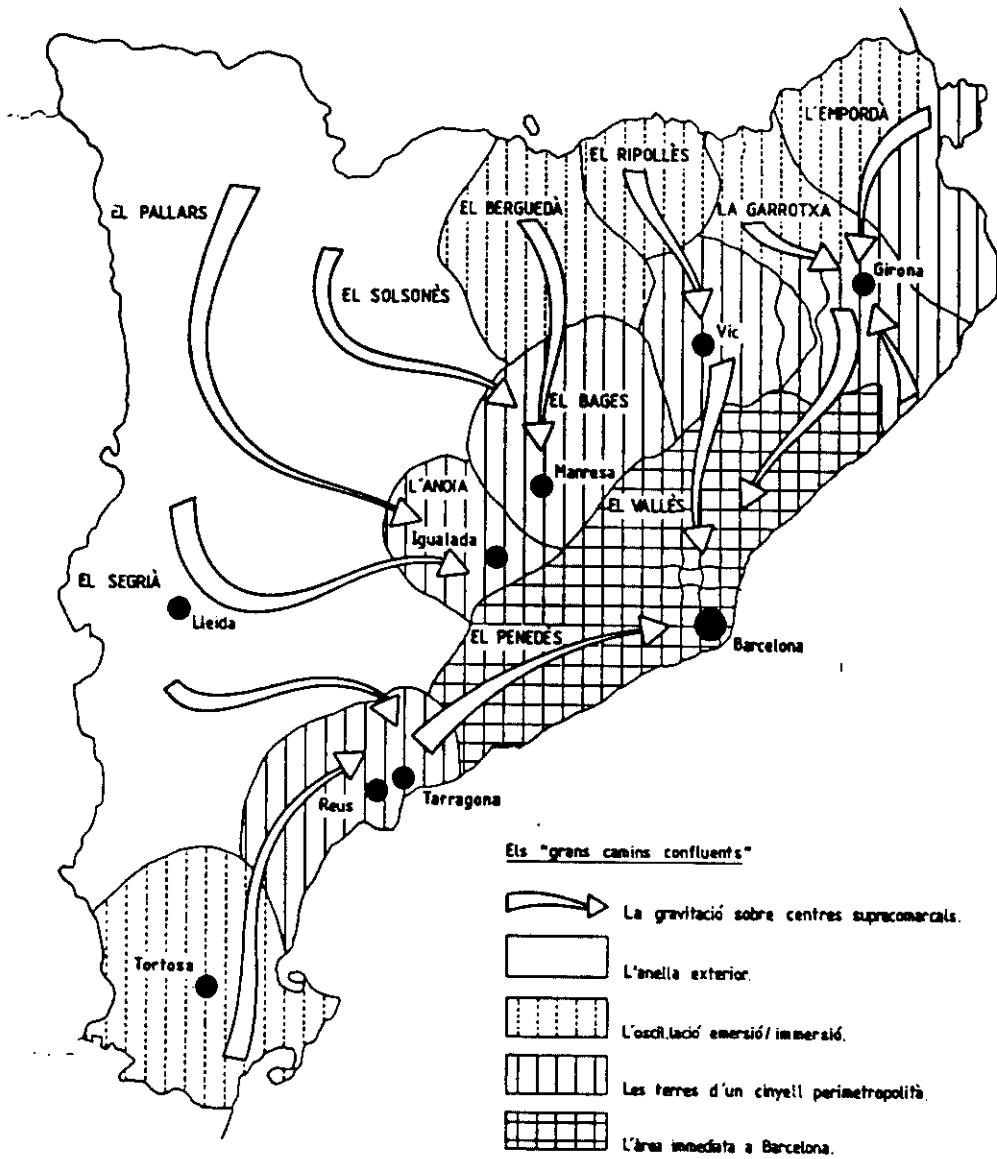 L'EMPORDÀ
EL RIPOLLÈS
EL PALLARS
EL BERGUEDÀ
LA GARROTXA
Girona
EL SOLSONÈS
Vic
EL BAGES
Manresa
L'ANOIA
EL VALLÈS
Igualada
EL SEGRIÀ
Lleida
EL PENEDÈS
Barcelona
Reus
Tarragona
Tortosa
Els "grans camins confluents"
La gravitació sobre centres supracomarcals.
L'anella exterior.
L'oscil.lació emersió/immersió.
Les terres d'un cinyell perimetropolità.
L'àrea immediata a Barcelona.